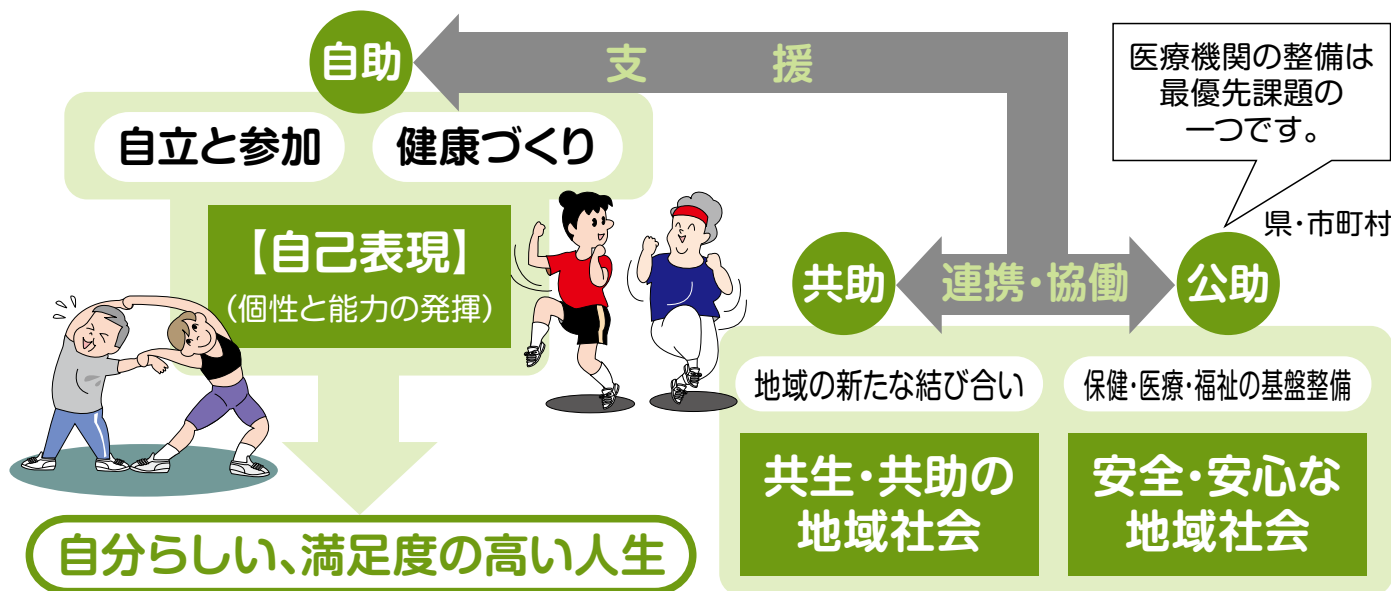 自助
支援
自立と参加
健康づくり
【自己表現】
(個性と能力の発揮)
自分らしい、満足度の高い人生
医療機関の整備は
最優先課題の
一つです。
県・市町村
共助
連携・協働
公助
地域の新たな結び合い
共生・共助の
地域社会
保健・医療・福祉の基盤整備
安全・安心な
地域社会